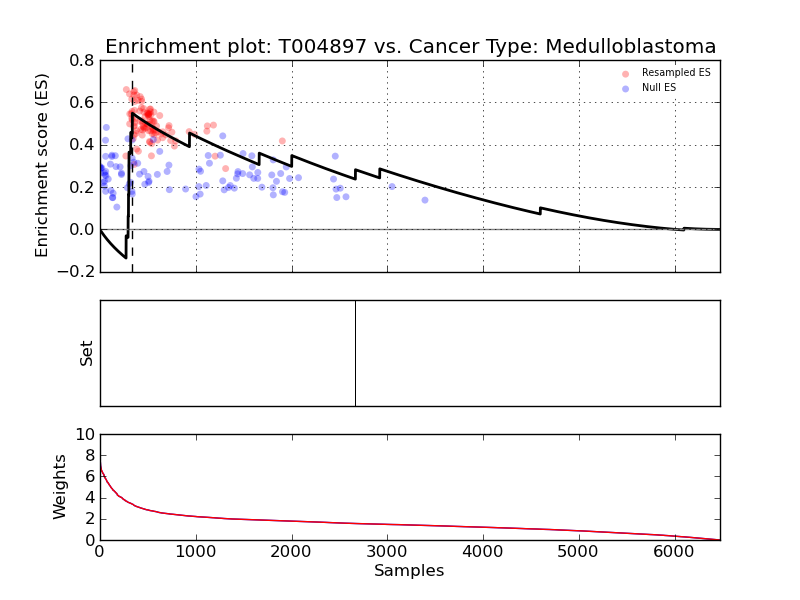 Enrichment plot: T004897 vs. Cancer Type: Medulloblastoma
0.8
0.6
0.4
0.2
0.0
−0.2
Enrichment score (ES)
Resampled ES
Null ES
Set
10
8
6
4
2
0
Weights
0 1000 2000 3000 4000 5000 6000
Samples